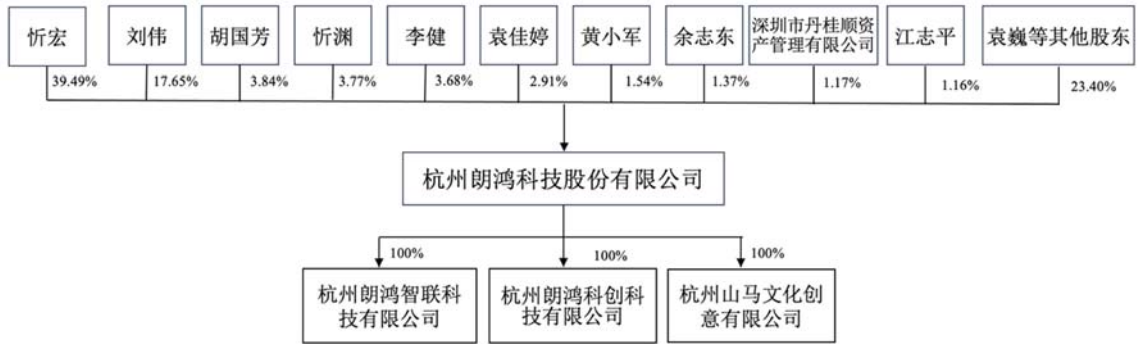 忻宏
刘伟
胡国芳
忻渊
李健
袁佳婷
黄小军
余志东
深圳市丹桂顺资
产管理有限公司
江志平
袁巍等其他股东
39.49%
17.65%
3.84%
3.77%
3.68%
2.91%
1.54%
1.37%
1.17%
1.16%
23.40%
杭州朗鸿科技股份有限公司
100%
100%
100%
杭州朗鸿智联科
技有限公司
杭州朗鸿科创科
技有限公司
杭州山马文化创
意有限公司